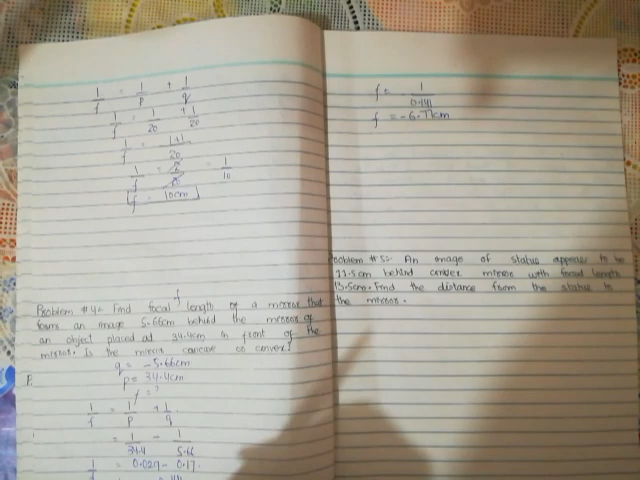 1/f = 1/p + 1/q
1/f = 1/20 + 1/20
1/f = 1+1/20
1/f = 2/20 = 1/10
f = 10cm
Problem #4:- Find focal length of a mirror that
forms an image 5.66cm behind the mirror of
an object placed at 34.4cm in front of the
mirror. Is the mirror concave or convex?
q = -5.66cm
p = 34.4cm
f = ?
1/f = 1/p + 1/q
= 1/34.4 - 1/5.66
1/f = 0.029 - 0.17
f = 1/0.141
f = -6.77cm
Problem #5:- An image of status appears to be
11.5cm behind convex mirror with focal length
13.5cm. Find the distance from the status to
the mirror.